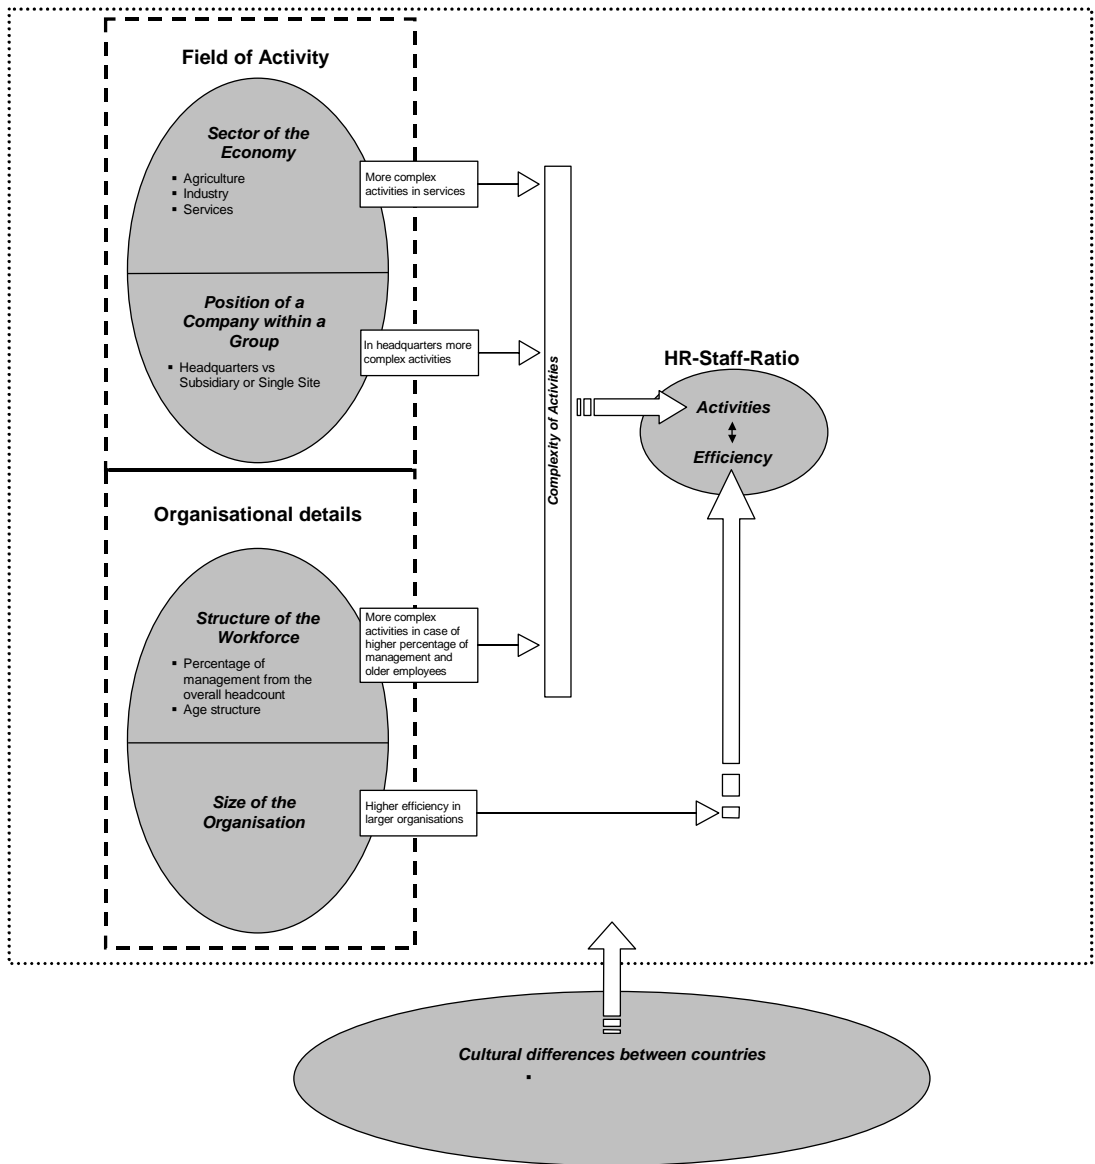 Field of Activity
Sector of the
Economy
▪ Agriculture
▪ Industry
▪ Services
More complex
activities in services
Position of a
Company within a
Group
▪ Headquarters vs
Subsidiary or Single Site
In headquarters more
complex activities
Complexity of Activities
HR-Staff-Ratio
Activities
Efficiency
Organisational details
Structure of the
Workforce
▪ Percentage of
management from the
overall headcount
▪ Age structure
More complex
activities in case of
higher percentage of
management and
older employees
Size of the
Organisation
Higher efficiency in
larger organisations
Cultural differences between countries
▪